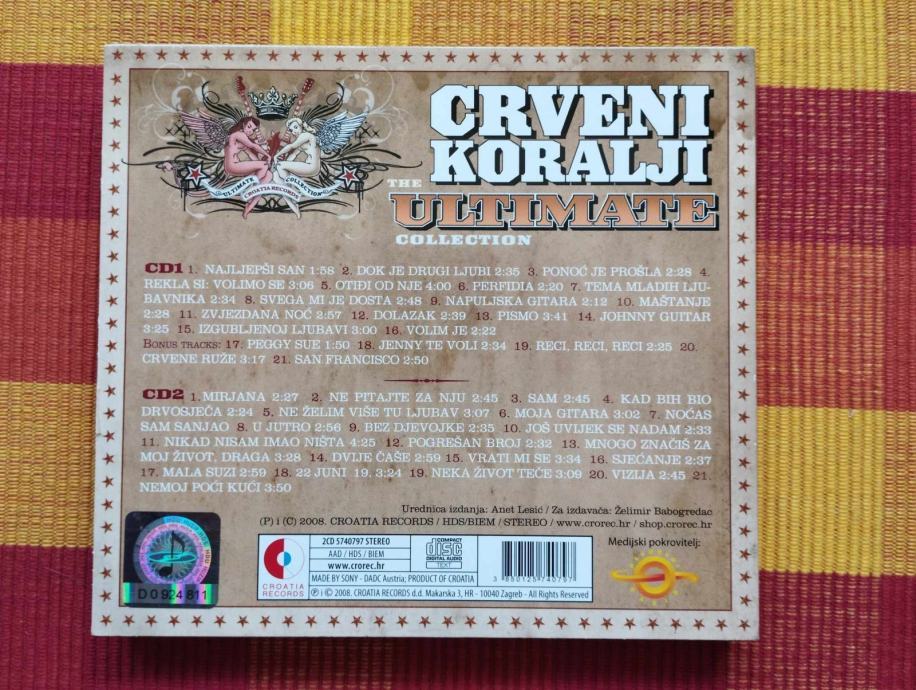 CRVENI
KORALJI
THE
ULTIMATE
COLLECTION
ULTIMATE COLLECTION
CROATIA RECORDS
CD1 1. NAJLJEPŠI SAN 1:58 2. DOK JE DRUGI LJUBI 2:35 3. PONOĆ JE PROŠLA 2:28 4.
REKLA SI: VOLIMO SE 3:06 5. OTIĐI OD NJE 4:00 6. PERFIDIA 2:20 7. TEMA MLADIH LJU-
BAVNIKA 2:34 8. SVEGA MI JE DOSTA 2:48 9. NAPULJSKA GITARA 2:12 10. MAŠTANJE
2:28 11. ZVJEZDANA NOĆ 2:57 12. DOLAZAK 2:39 13. PISMO 3:41 14. JOHNNY GUITAR
3:25 15. IZGUBLJENOJ LJUBAVI 3:00 16. VOLIM JE 2:22
BONUS TRACKS: 17. PEGGY SUE 1:50 18. JENNY TE VOLI 2:34 19. RECI, RECI, RECI 2:25 20.
CRVENE RUŽE 3:17 21. SAN FRANCISCO 2:50
CD2 1. MIRJANA 2:27 2. NE PITAJTE ZA NJU 2:45 3. SAM 2:45 4. KAD BIH BIO
DRVOSJEČA 2:24 5. NE ŽELIM VIŠE TU LJUBAV 3:07 6. MOJA GITARA 3:02 7. NOĆAS
SAM SANJAO 8. U JUTRO 2:56 9. BEZ DJEVOJKE 2:35 10. JOŠ UVIJEK SE NADAM 2:33
11. NIKAD NISAM IMAO NIŠTA 4:25 12. POGREŠAN BROJ 2:32 13. MNOGO ZNAČIŠ ZA
MOJ ŽIVOT, DRAGA 3:28 14. DVIJE ČAŠE 2:59 15. VRATI MI SE 3:34 16. SJEĆANJE 2:37
17. MALA SUZI 2:59 18. 22 JUNI 19. 3:24 19. NEKA ŽIVOT TEČE 3:09 20. VIZIJA 2:45 21.
NEMOJ POĆI KUĆI 3:50
Urednica izdanja: Anet Lesić / Za izdavača: Želimir Babogredac
(P) i (C) 2008. CROATIA RECORDS / HDS/BIEM / STEREO / www.crorec.hr / shop.crorec.hr
D 0 924 811
CROATIA
RECORDS
2CD 5740797 STEREO
AAD / HDS / BIEM
www.crorec.hr
COMPACT
disc
DIGITAL AUDIO
TEXT
MADE BY SONY - DADC Austria; PRODUCT OF CROATIA
℗ i © 2008. CROATIA RECORDS d.d. Makarska 3, HR - 10040 Zagreb - All Rights Reserved
3 850125 740797
Medijski pokrovitelj: